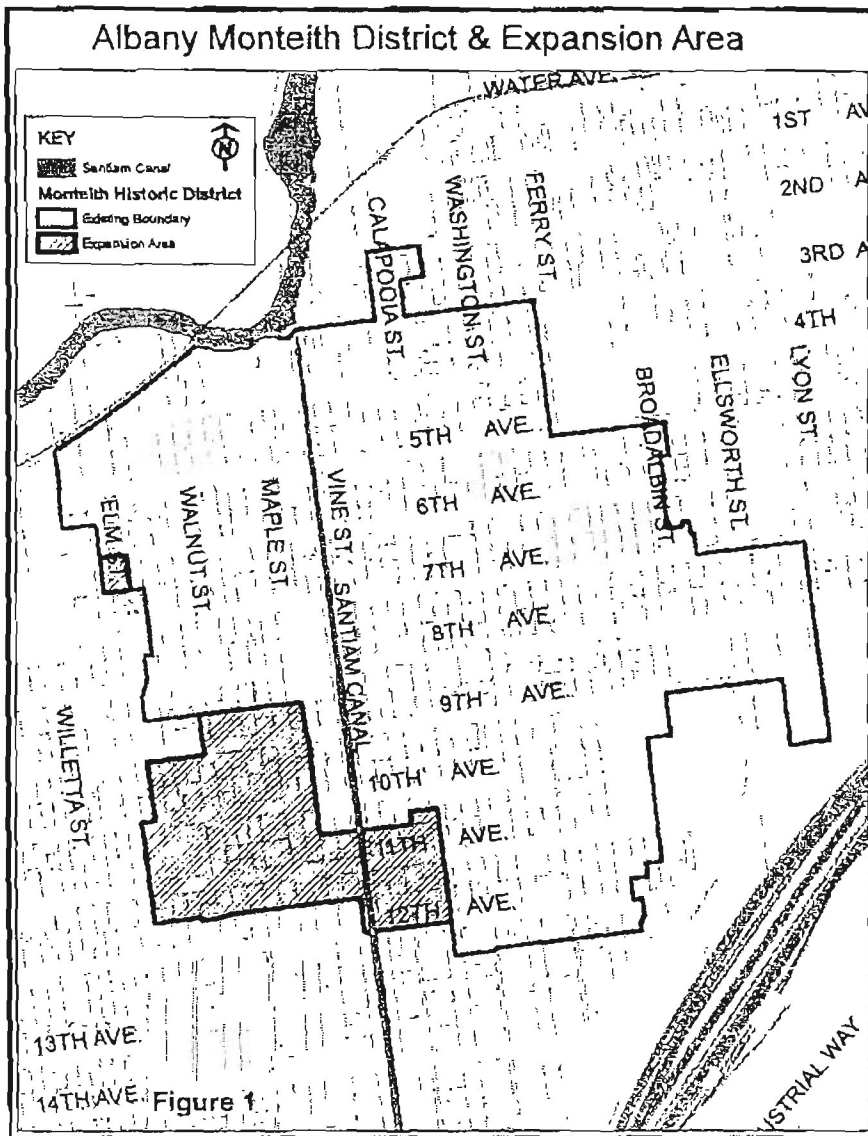 Albany Monteith District & Expansion Area
KEY
N
Santiam Canal
Monteith Historic District
Existing Boundary
Expansion Area
WATER AVE.
1ST AV
2ND A
3RD A
4TH
CALAPOOIA ST.
WASHINGTON ST.
FERRY ST.
BROADALBIN ST.
ELLSWORTH ST.
LYON ST.
5TH AVE.
6TH AVE.
7TH AVE.
8TH AVE.
9TH AVE.
10TH AVE.
11TH AVE.
12TH AVE.
ELM ST.
WALNUT ST.
MAPLE ST.
VINE ST.
SANTIAM CANAL
WILLETTA ST.
13TH AVE.
14TH AVE.
Figure 1
USTRIAL WAY